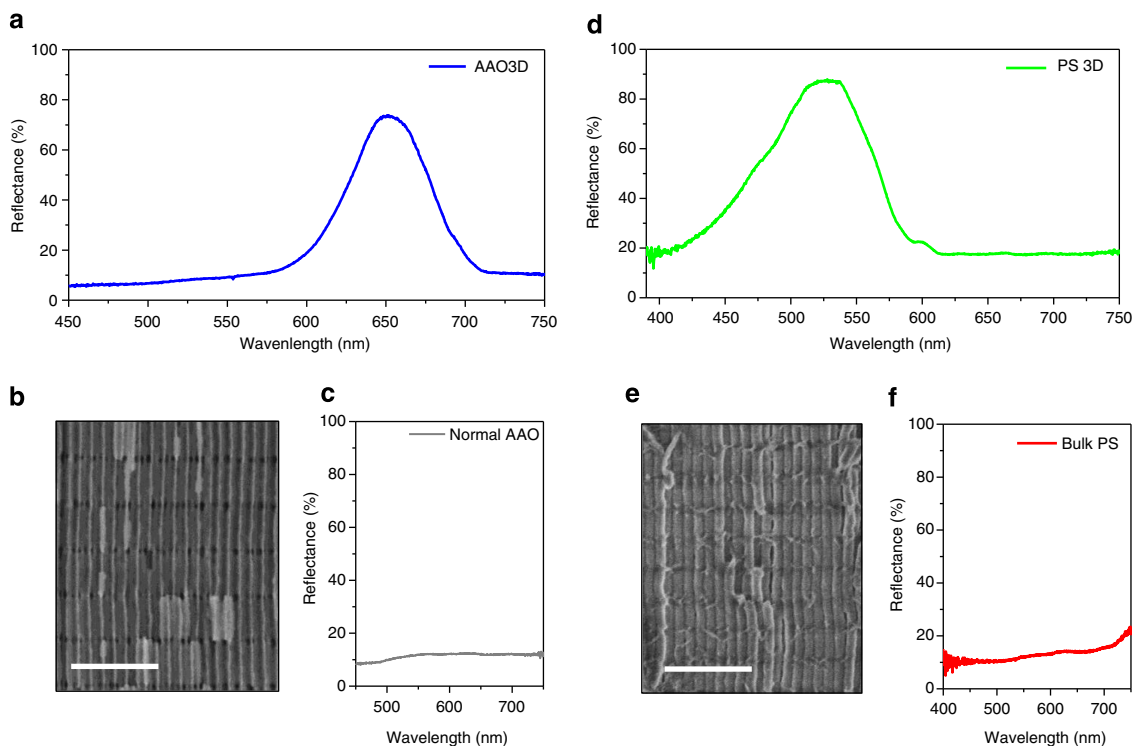 a
100
80
60
40
20
0
Reflectance (%)
AAO3D
450 500 550 600 650 700 750
Wavenlength (nm)
d
100
80
60
40
20
0
Reflectance (%)
PS 3D
400 450 500 550 600 650 700 750
Wavelength (nm)
b
c
100
80
60
40
20
0
Reflectance (%)
Normal AAO
500 600 700
Wavelength (nm)
e
f
100
80
60
40
20
0
Reflectance (%)
Bulk PS
400 500 600 700
Wavelength (nm)